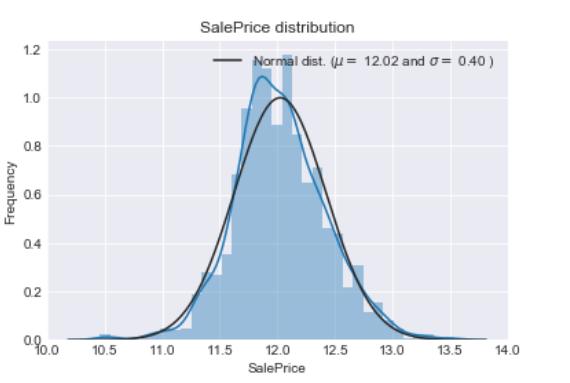 SalePrice distribution
1.2
1.0
0.8
0.6
0.4
0.2
0.0
Frequency
Normal dist. (μ = 12.02 and σ = 0.40 )
10.0 10.5 11.0 11.5 12.0 12.5 13.0 13.5 14.0
SalePrice